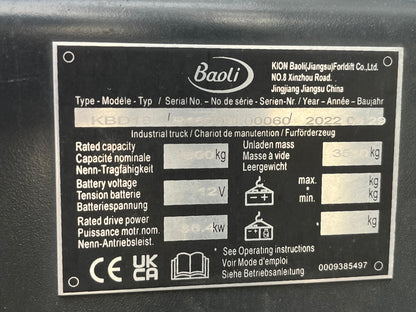 Baoli
KION Baoli(Jiangsu)Forldift Co.,Ltd.
NO.8 Xinzhou Road.
Jingjiang Jiangsu China
Type - Modèle - Typ / Serial No. - No de série - Serien-Nr. / Year - Année - Baujahr
/ /
Industrial truck / Chariot de manutention / Furförderzeug
Rated capacity
Capacité nominale
Nenn-Tragfähigkeit
kg
Unladen mass
Masse à vide
Leergewicht
kg
Battery voltage
Tension batterie
Batteriespannung
12 V
max.
* min.
kg
* kg
Rated drive power
Puissance motr.nom.
Nenn-Antriebsleist.
kw
kg
* See Operating instructions
Voir Mode d'emploi
Siehe Betriebsanleitung
CE UK
CA
0009385497